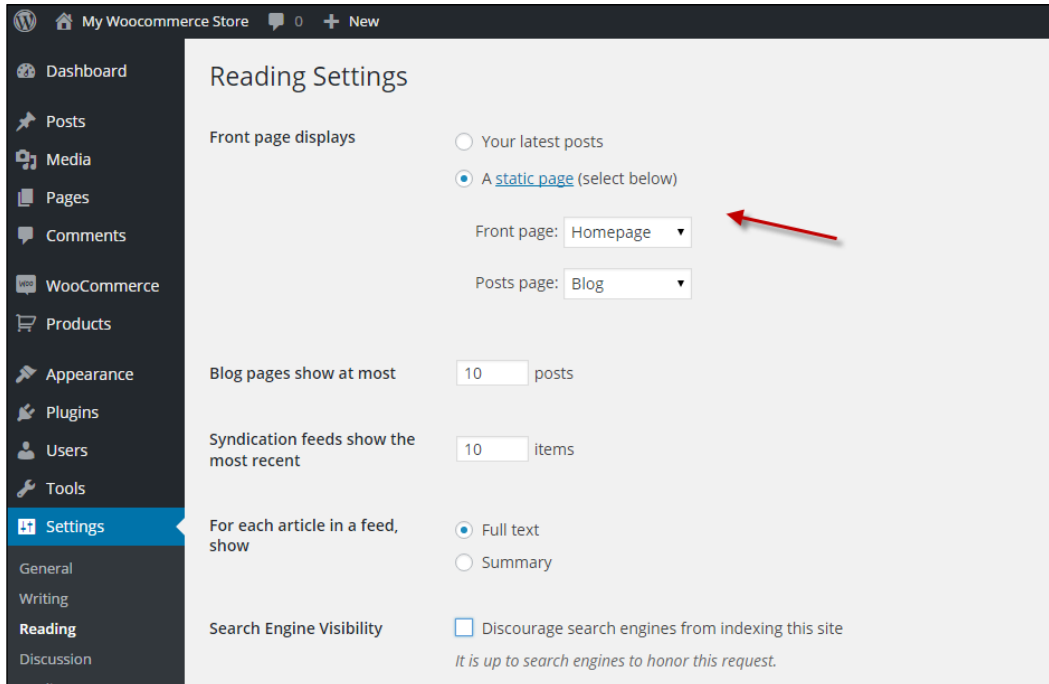 My Woocommerce Store 0 + New
Dashboard
Posts
Media
Pages
Comments
WOO WooCommerce
Products
Appearance
Plugins
Users
Tools
Settings
General
Writing
Reading
Discussion
Reading Settings
Front page displays
Your latest posts
A static page (select below)
Front page: Homepage
Posts page: Blog
Blog pages show at most 10 posts
Syndication feeds show the
most recent
10 items
For each article in a feed,
show
Full text
Summary
Search Engine Visibility
Discourage search engines from indexing this site
It is up to search engines to honor this request.